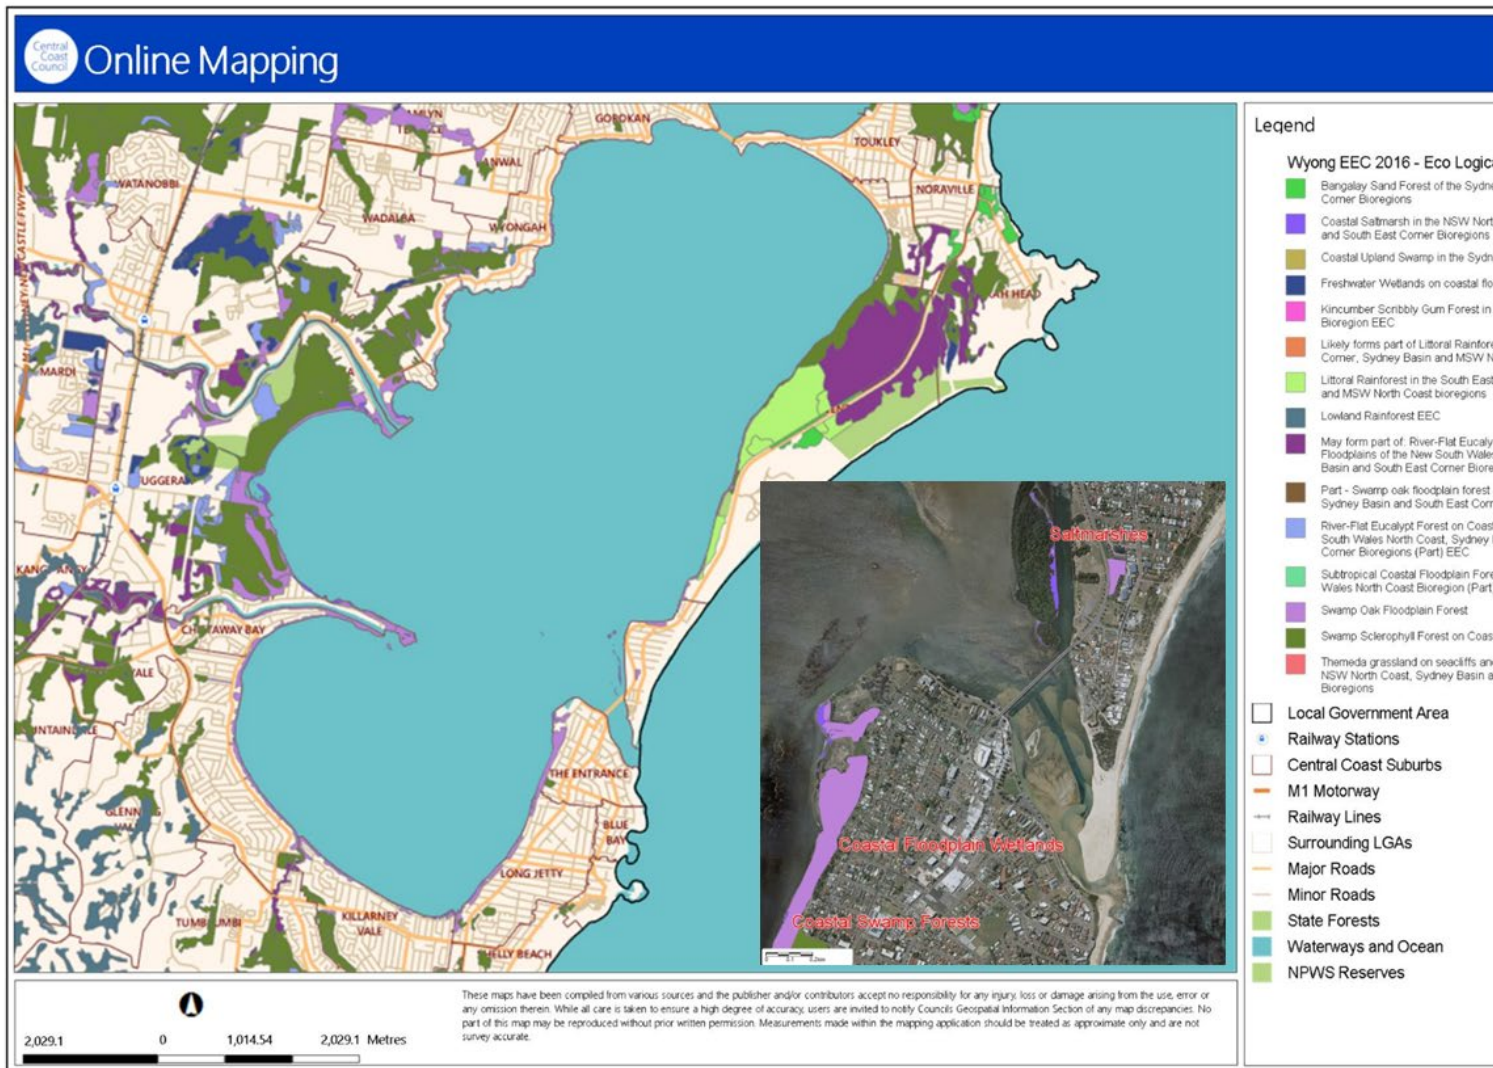 Central
Coast
Council
Online Mapping
GOROKAN
TOUKLEY
NORAVILLE
WATANOBBI
WADALBA
WYONGAH
MARDI
CHITTAWAY BAY
THE ENTRANCE
BLUE
BAY
LONG JETTY
KILLARNEY
VALE
Saltmarshes
Coastal Floodplain Wetlands
Coastal Swamp Forests
Legend
Wyong EEC 2016 - Eco Logica
Bangalay Sand Forest of the Sydne
Corner Bioregions
Coastal Saltmarsh in the NSW Nort
and South East Corner Bioregions
Coastal Upland Swamp in the Sydn
Freshwater Wetlands on coastal flo
Kincumber Scribbly Gum Forest in
Bioregion EEC
Likely forms part of Littoral Rainfore
Corner, Sydney Basin and MSW N
Littoral Rainforest in the South East
and MSW North Coast bioregions
Lowland Rainforest EEC
May form part of: River-Flat Eucaly
Floodplains of the New South Wales
Basin and South East Corner Biore
Part - Swamp oak floodplain forest
Sydney Basin and South East Corn
River-Flat Eucalypt Forest on Coast
South Wales North Coast, Sydney
Corner Bioregions (Part) EEC
Subtropical Coastal Floodplain Fore
Wales North Coast Bioregion (Part
Swamp Oak Floodplain Forest
Swamp Sclerophyll Forest on Coas
Themeda grassland on seacliffs and
NSW North Coast, Sydney Basin a
Bioregions
Local Government Area
Railway Stations
Central Coast Suburbs
M1 Motorway
Railway Lines
Surrounding LGAs
Major Roads
Minor Roads
State Forests
Waterways and Ocean
NPWS Reserves
2,029.1 0 1,014.54 2,029.1 Metres
These maps have been compiled from various sources and the publisher and/or contributors accept no responsibility for any injury, loss or damage arising from the use, error or
any omission therein. While all care is taken to ensure a high degree of accuracy, users are invited to notify Councils Geospatial Information Section of any map discrepancies. No
part of this map may be reproduced without prior written permission. Measurements made within the mapping application should be treated as approximate only and are not
survey accurate.